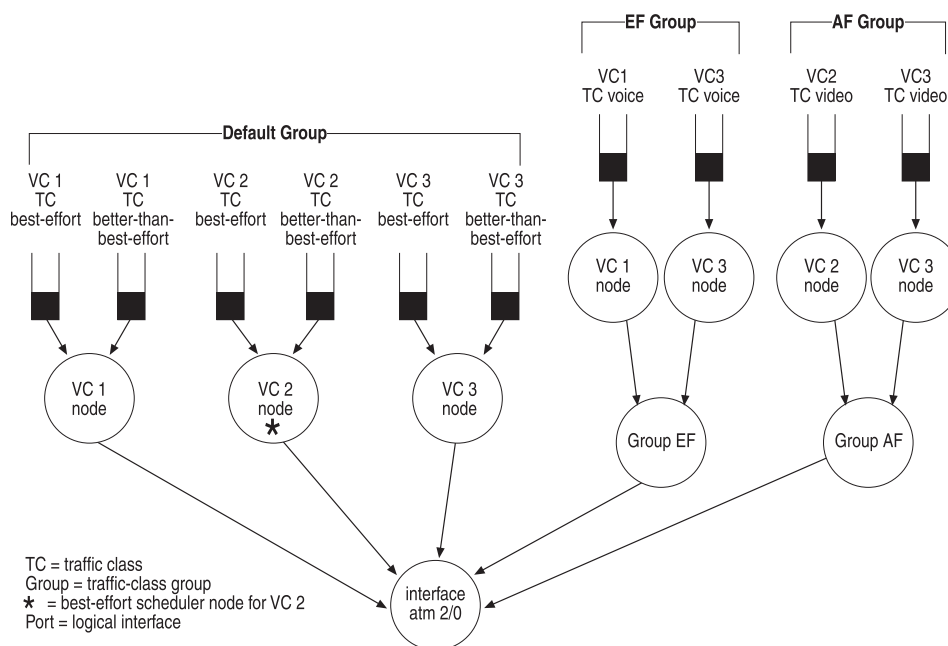 EF Group
AF Group
VC1
TC voice
VC3
TC voice
VC2
TC video
VC3
TC video
Default Group
VC 1
TC
best-effort
VC 1
TC
better-than-
best-effort
VC 2
TC
best-effort
VC 2
TC
better-than-
best-effort
VC 3
TC
best-effort
VC 3
TC
better-than-
best-effort
VC 1
node
VC 3
node
VC 2
node
VC 3
node
VC 1
node
VC 2
node
*
VC 3
node
Group EF
Group AF
interface
atm 2/0
TC = traffic class
Group = traffic-class group
* = best-effort scheduler node for VC 2
Port = logical interface